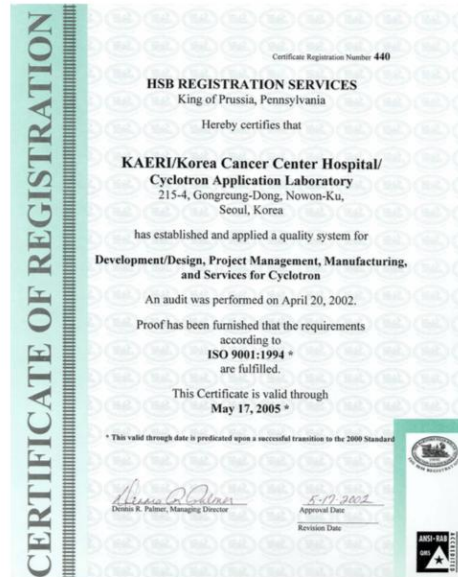 CERTIFICATE OF REGISTRATION
Certificate Registration Number 440
HSB REGISTRATION SERVICES
King of Prussia, Pennsylvania
Hereby certifies that
KAERI/Korea Cancer Center Hospital/
Cyclotron Application Laboratory
215-4, Gongreung-Dong, Nowon-Ku,
Seoul, Korea
has established and applied a quality system for
Development/Design, Project Management, Manufacturing,
and Services for Cyclotron
An audit was performed on April 20, 2002.
Proof has been furnished that the requirements
according to
ISO 9001:1994 *
are fulfilled.
This Certificate is valid through
May 17, 2005 *
* This valid through date is predicated upon a successful transition to the 2000 Standard
Dennis R. Palmer
5-17-2002
Dennis R. Palmer, Managing Director
Approval Date
Revision Date
ANSI-RAB
QMS
ACCREDITED